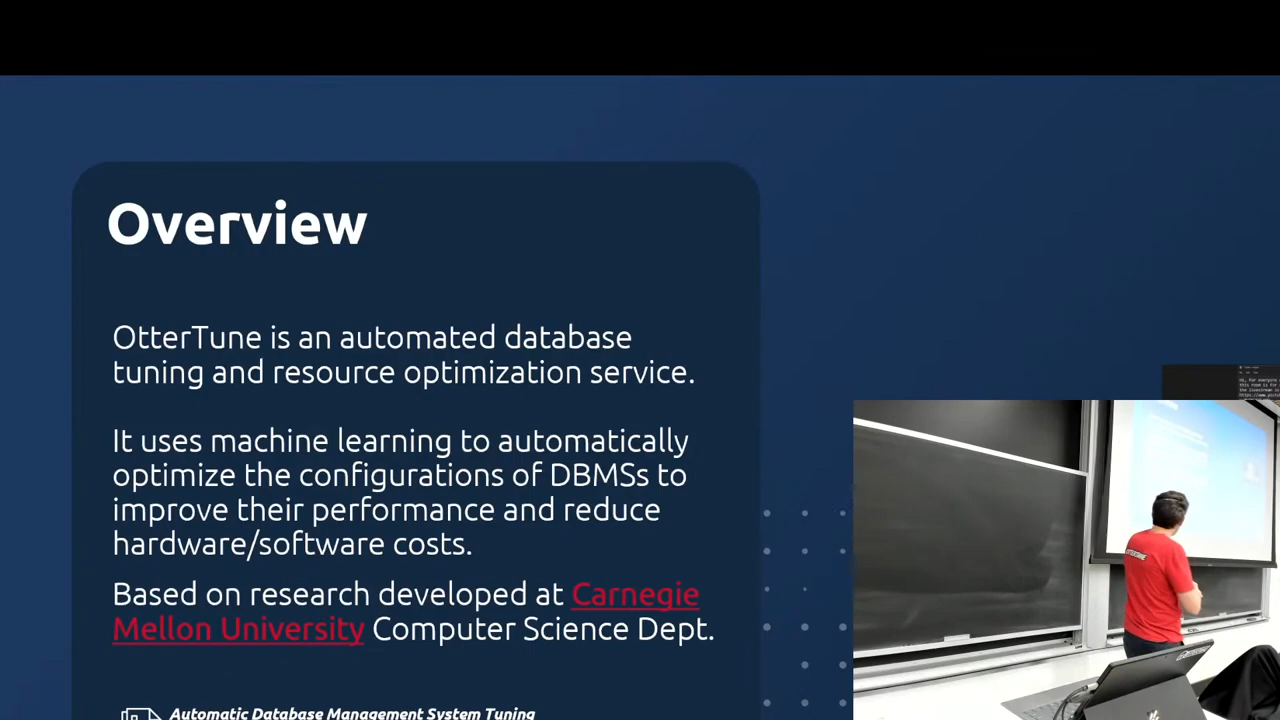 Overview
OtterTune is an automated database
tuning and resource optimization service.
It uses machine learning to automatically
optimize the configurations of DBMSs to
improve their performance and reduce
hardware/software costs.
Based on research developed at Carnegie
Mellon University Computer Science Dept.
Automatic Database Management System Tuning
OTTERTUNE